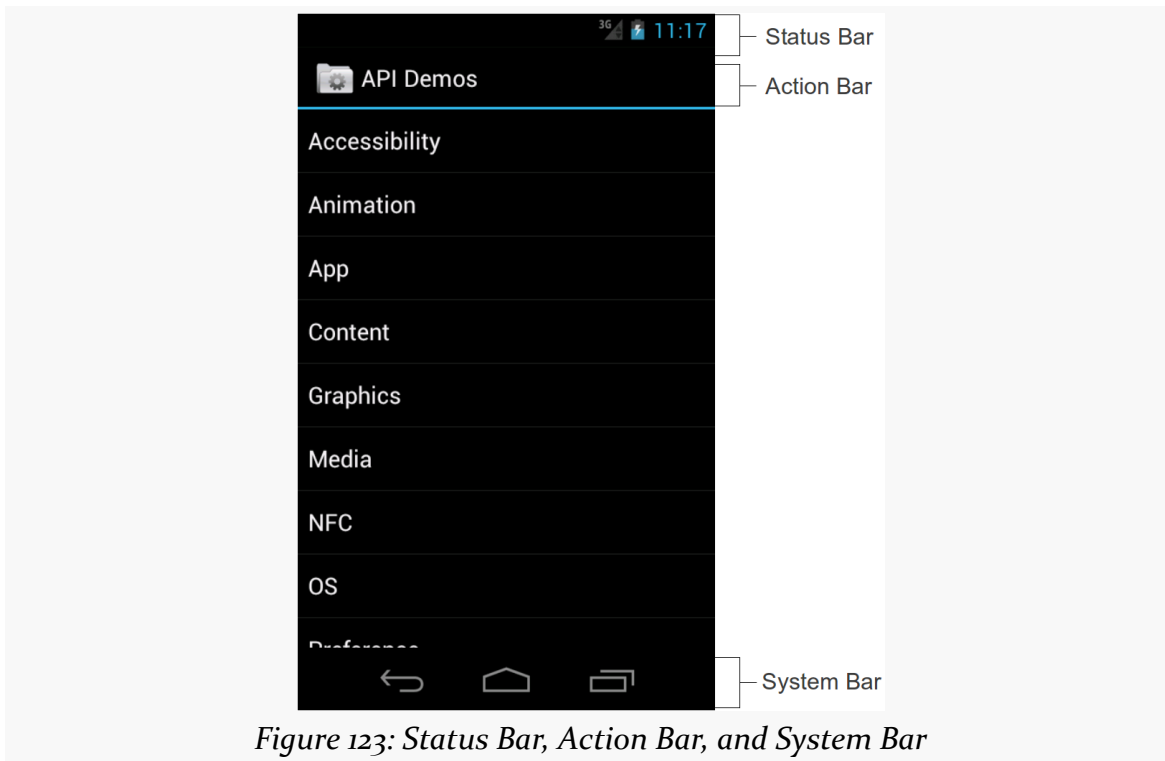 3G 11:17
Status Bar
API Demos
Action Bar
Accessibility
Animation
App
Content
Graphics
Media
NFC
OS
Preference
System Bar
Figure 123: Status Bar, Action Bar, and System Bar